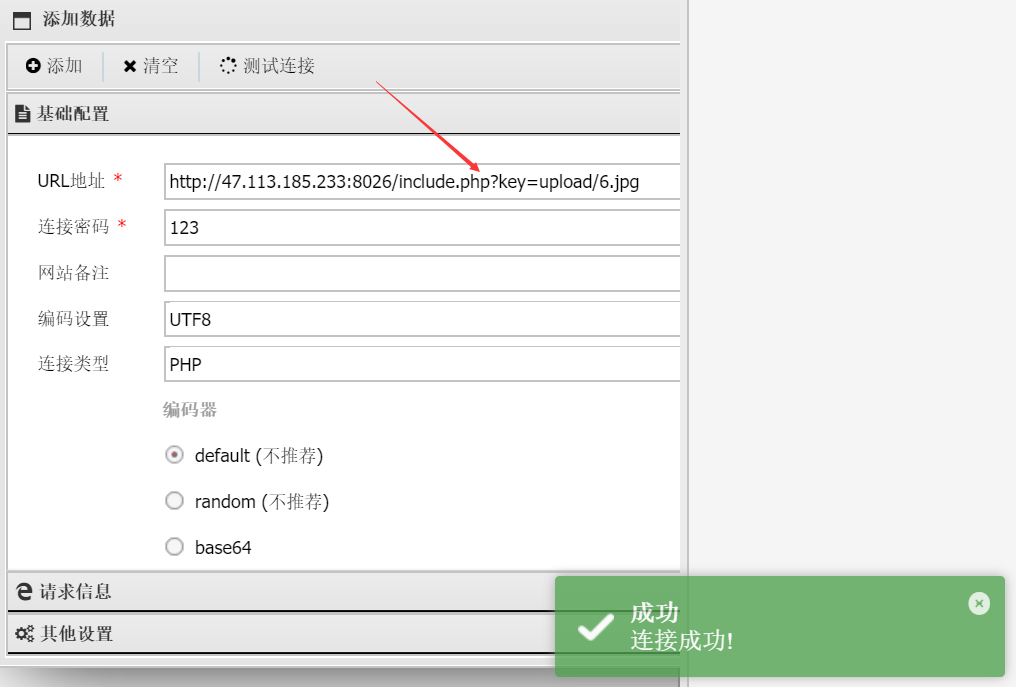 添加数据
添加 清空 测试连接
基础配置
URL地址 * http://47.113.185.233:8026/include.php?key=upload/6.jpg
连接密码 * 123
网站备注
编码设置 UTF8
连接类型 PHP
编码器
default (不推荐)
random (不推荐)
base64
请求信息
其他设置
成功
连接成功!